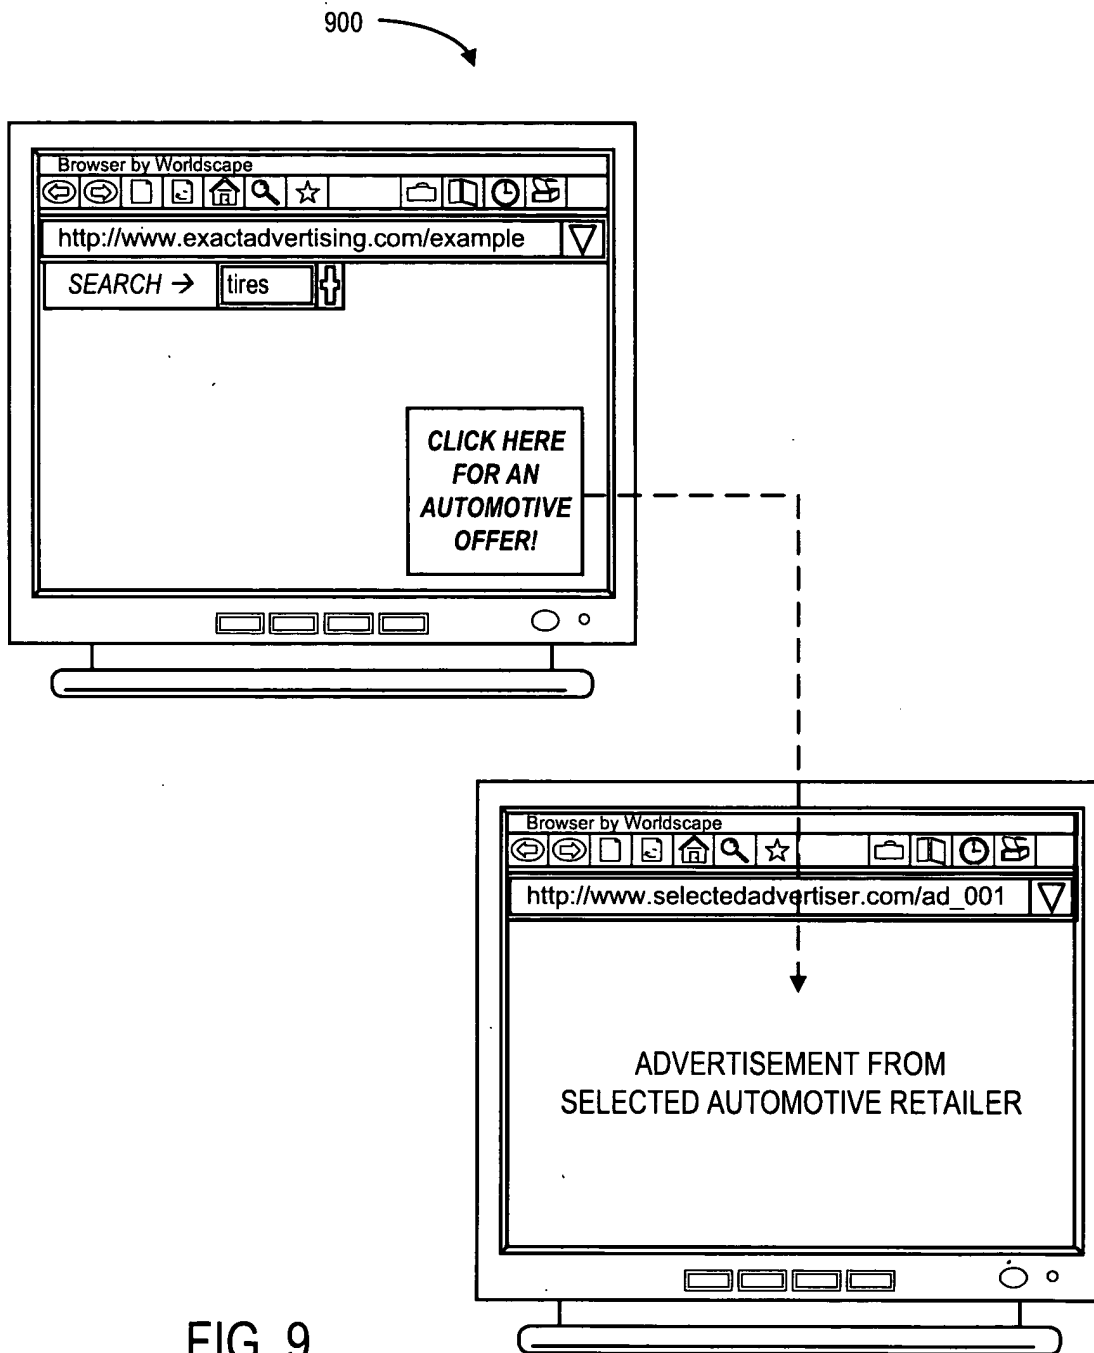 900
Browser by Worldscape
http://www.exactadvertising.com/example
SEARCH → tires
CLICK HERE
FOR AN
AUTOMOTIVE
OFFER!
Browser by Worldscape
http://www.selectedadvertiser.com/ad_001
ADVERTISEMENT FROM
SELECTED AUTOMOTIVE RETAILER
FIG. 9